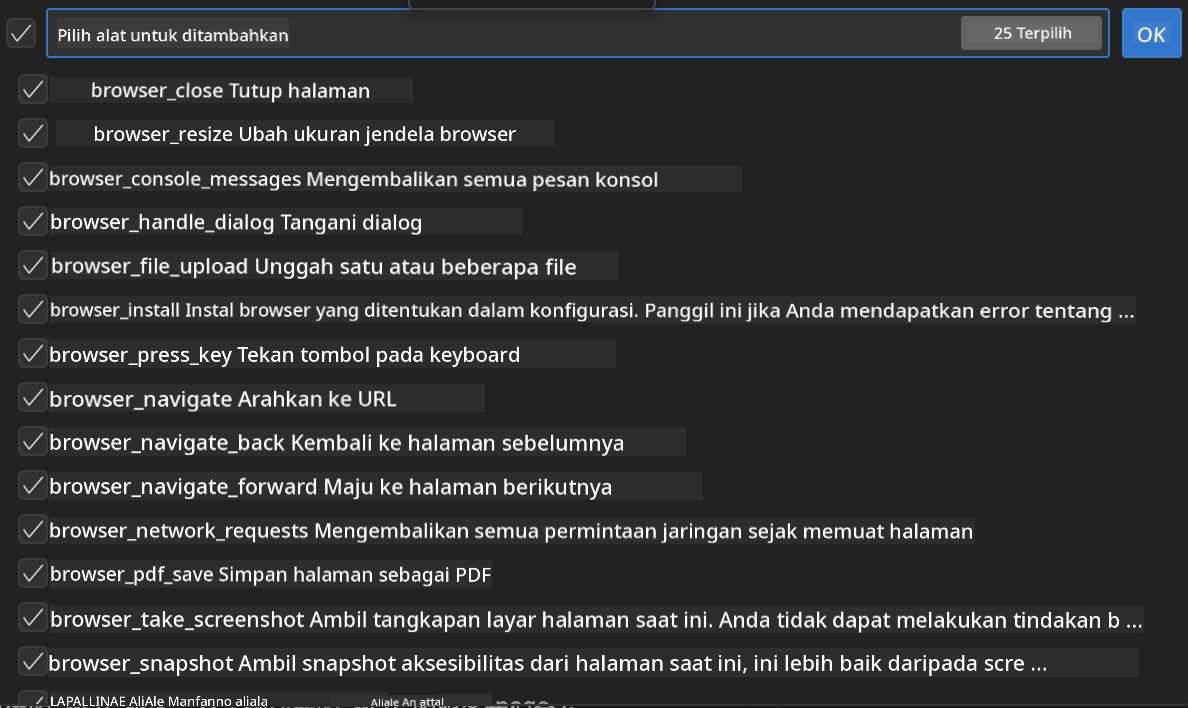 Pilih alat untuk ditambahkan
25 Terpilih
OK
browser_close Tutup halaman
browser_resize Ubah ukuran jendela browser
browser_console_messages Mengembalikan semua pesan konsol
browser_handle_dialog Tangani dialog
browser_file_upload Unggah satu atau beberapa file
browser_install Instal browser yang ditentukan dalam konfigurasi. Panggil ini jika Anda mendapatkan error tentang ...
browser_press_key Tekan tombol pada keyboard
browser_navigate Arahkan ke URL
browser_navigate_back Kembali ke halaman sebelumnya
browser_navigate_forward Maju ke halaman berikutnya
browser_network_requests Mengembalikan semua permintaan jaringan sejak memuat halaman
browser_pdf_save Simpan halaman sebagai PDF
browser_take_screenshot Ambil tangkapan layar halaman saat ini. Anda tidak dapat melakukan tindakan b ...
browser_snapshot Ambil snapshot aksesibilitas dari halaman saat ini, ini lebih baik daripada scre ...
LAPALLINAE AliAle Manfanno aliala